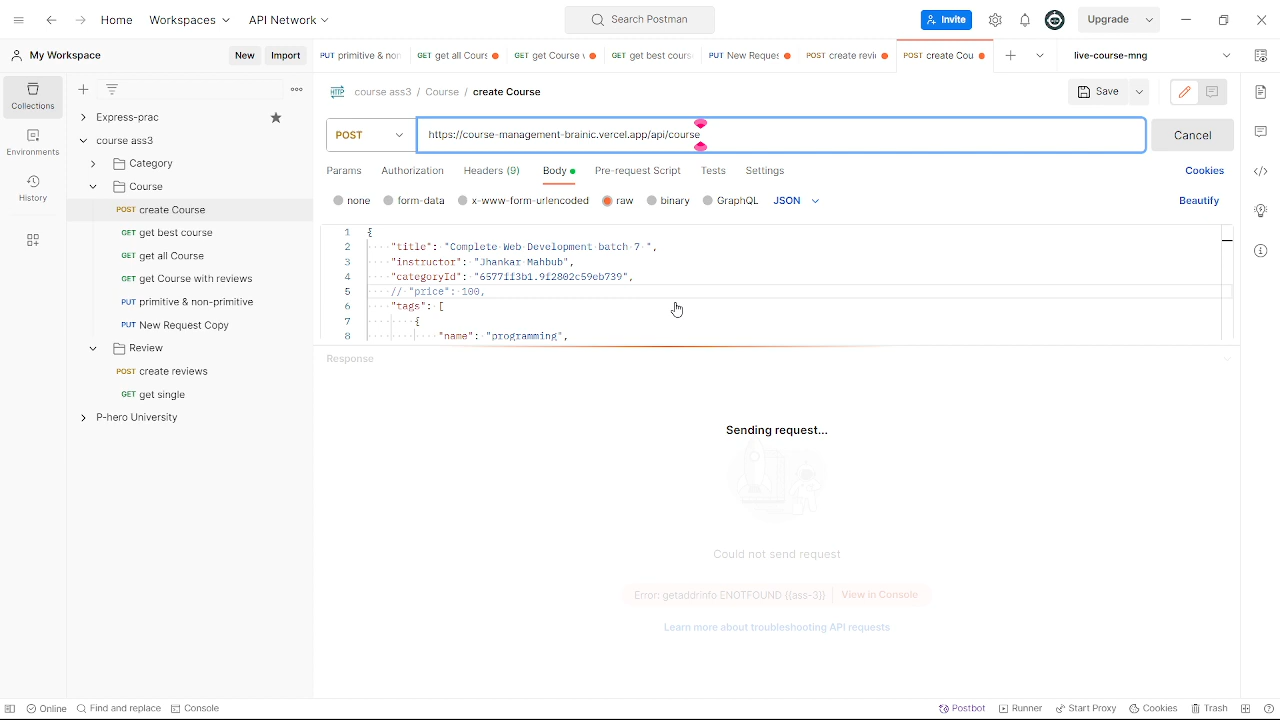 Home Workspaces API Network Search Postman Invite Upgrade
My Workspace New Import PUT primitive & non GET get all Cours GET get Course v GET get best cours PUT New Reques POST create revi POST create Cou live-course-mng
Collections
Environments
History
Express-prac
course ass3
Category
Course
POST create Course
GET get best course
GET get all Course
GET get Course with reviews
PUT primitive & non-primitive
PUT New Request Copy
Review
POST create reviews
GET get single
P-hero University
HTTP course ass3 / Course / create Course Save
POST https://course-management-brainic.vercel.app/api/course Cancel
Params Authorization Headers (9) Body Pre-request Script Tests Settings Cookies
none form-data x-www-form-urlencoded raw binary GraphQL JSON Beautify
1 {
2 "title": "Complete Web Development batch 7 ",
3 "instructor": "Jhankar Mahbub",
4 "categoryId": "6577ff3b1.9f2802c59eb739",
5 // "price": 100,
6 "tags": [
7 {
8 "name": "programming",
Response
Sending request...
Could not send request
Error: getaddrinfo ENOTFOUND {{ass-3}} View in Console
Learn more about troubleshooting API requests
Online Find and replace Console Postbot Runner Start Proxy Cookies Trash